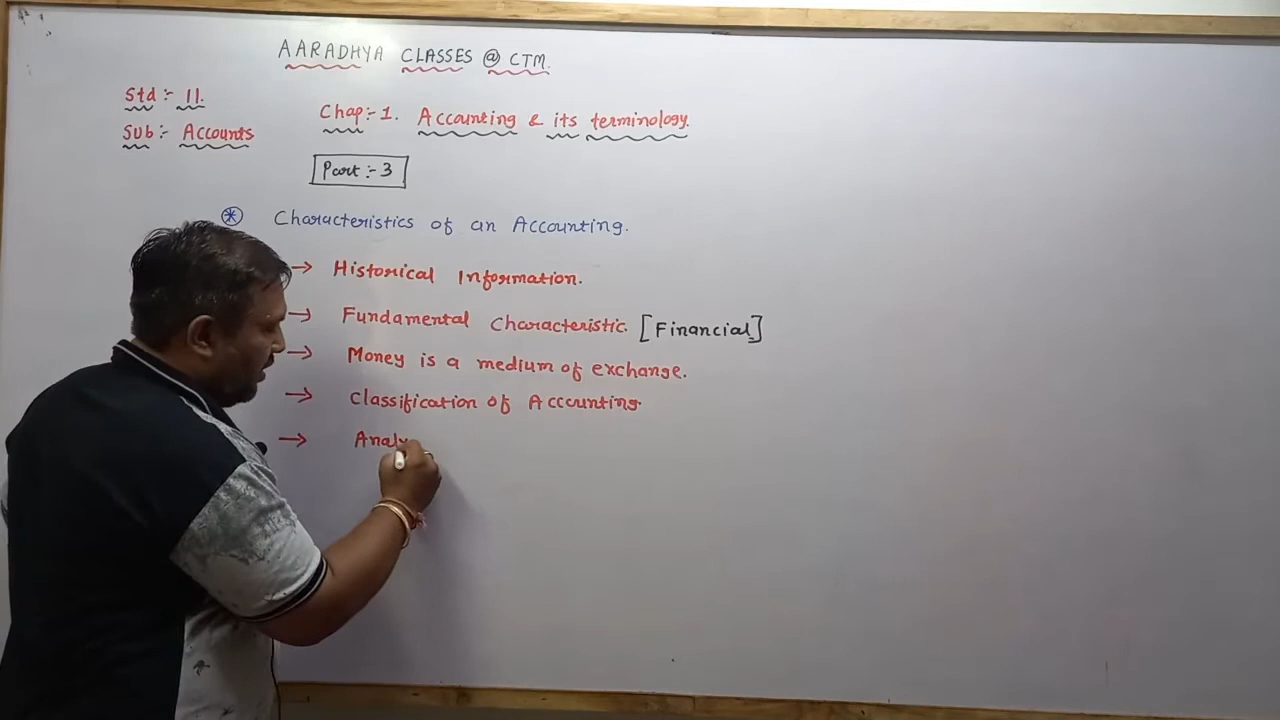 AARADHYA CLASSES @ CTM.
Std :- 11.
Sub :- Accounts
Chap :- 1. Accounting & its terminology.
Part :- 3
* Characteristics of an Accounting.
→ Historical Information.
→ Fundamental Characteristic. [Financial]
→ Money is a medium of exchange.
→ Classification of Accounting.
→ Analy